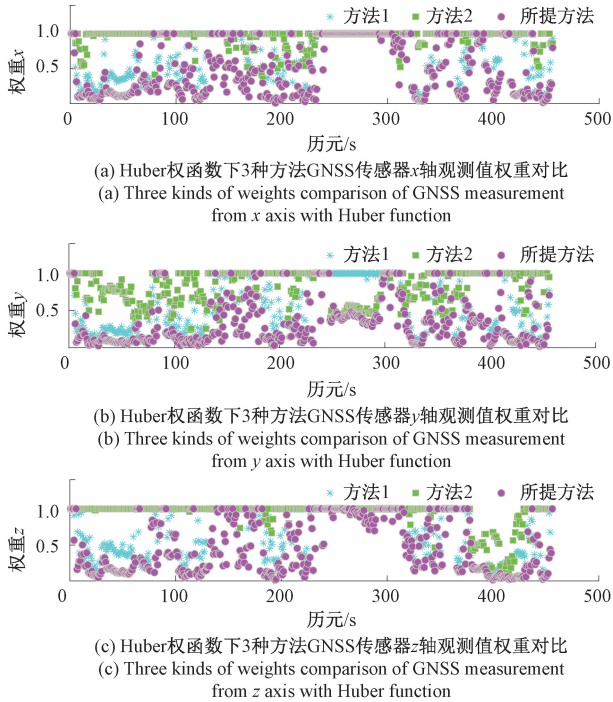 方法1 方法2 所提方法
1.0
0.5
权重x
0 100 200 300 400 500
历元/s
(a) Huber权函数下3种方法GNSS传感器x轴观测值权重对比
(a) Three kinds of weights comparison of GNSS measurement
from x axis with Huber function
方法1 方法2 所提方法
1.0
0.5
权重y
0 100 200 300 400 500
历元/s
(b) Huber权函数下3种方法GNSS传感器y轴观测值权重对比
(b) Three kinds of weights comparison of GNSS measurement
from y axis with Huber function
方法1 方法2 所提方法
1.0
0.5
权重z
0 100 200 300 400 500
历元/s
(c) Huber权函数下3种方法GNSS传感器z轴观测值权重对比
(c) Three kinds of weights comparison of GNSS measurement
from z axis with Huber function